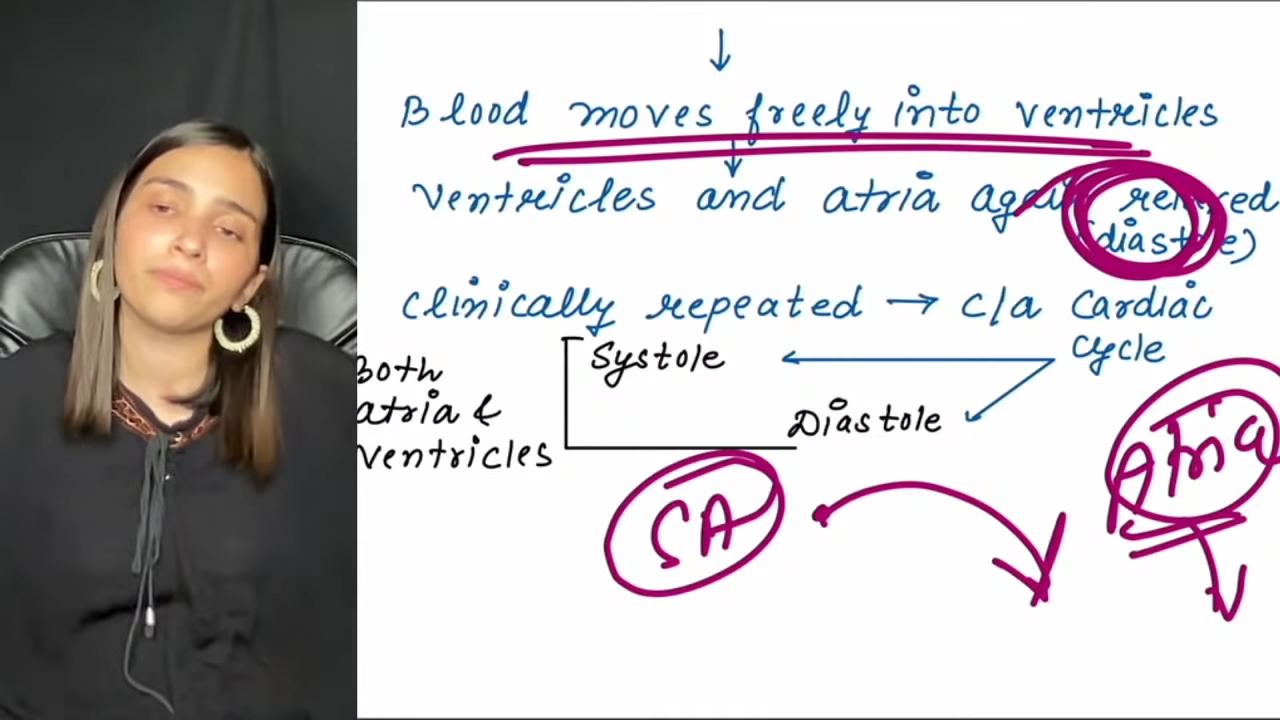 Blood moves freely into ventricles
ventricles and atria again relaxed
(diastole)
clinically repeated → c/a Cardiac
cycle
Both
atria &
ventricles
Systole
Diastole
SA
Atria